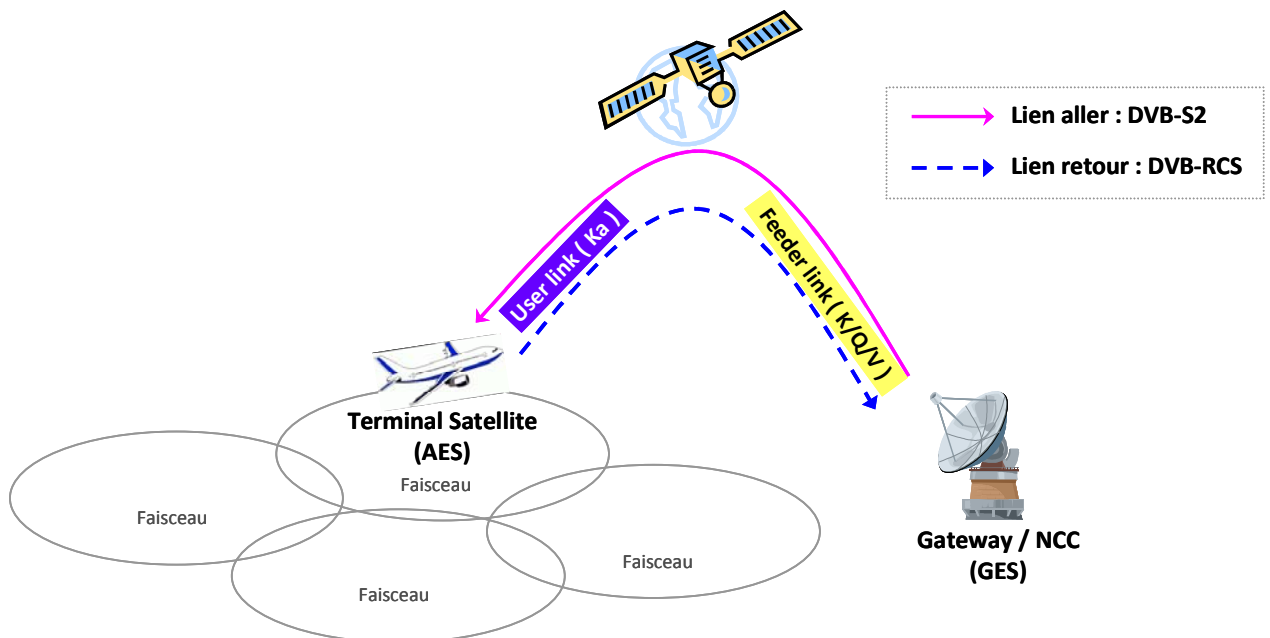 Lien aller : DVB-S2
Lien retour : DVB-RCS
User link ( Ka )
Feeder link ( K/Q/V )
Terminal Satellite
(AES)
Faisceau
Faisceau
Faisceau
Faisceau
Gateway / NCC
(GES)